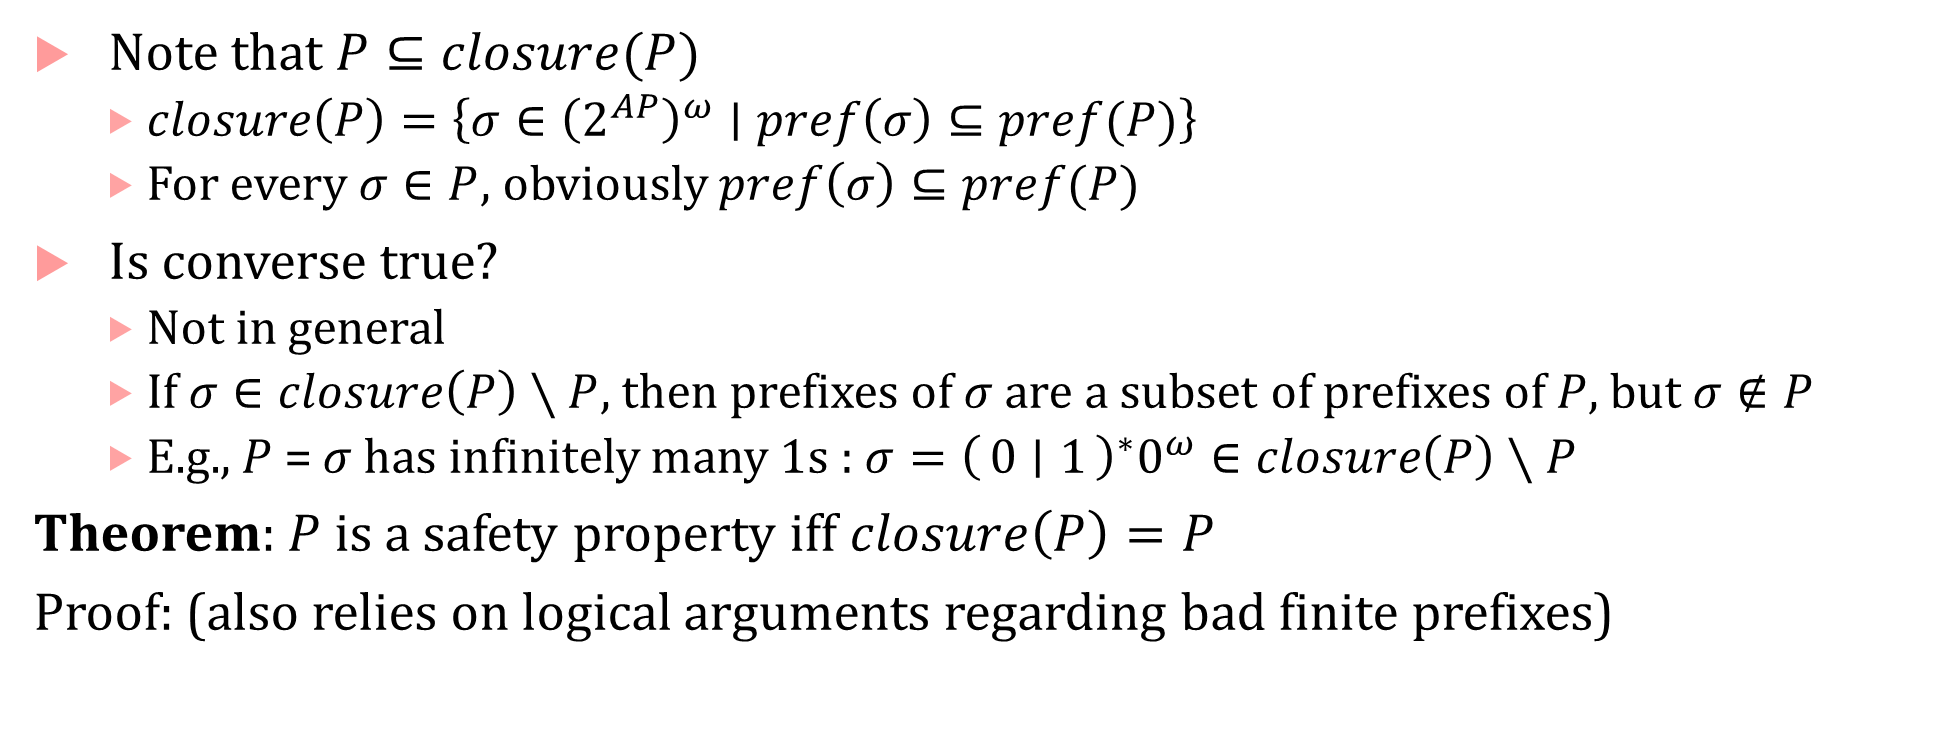 Note that P ⊆ closure(P)
closure(P) = {σ ∈ (2^AP)^ω | pref(σ) ⊆ pref(P)}
For every σ ∈ P, obviously pref(σ) ⊆ pref(P)
Is converse true?
Not in general
If σ ∈ closure(P) \ P, then prefixes of σ are a subset of prefixes of P, but σ ∉ P
E.g., P = σ has infinitely many 1s : σ = ( 0 | 1 )*0^ω ∈ closure(P) \ P
Theorem: P is a safety property iff closure(P) = P
Proof: (also relies on logical arguments regarding bad finite prefixes)